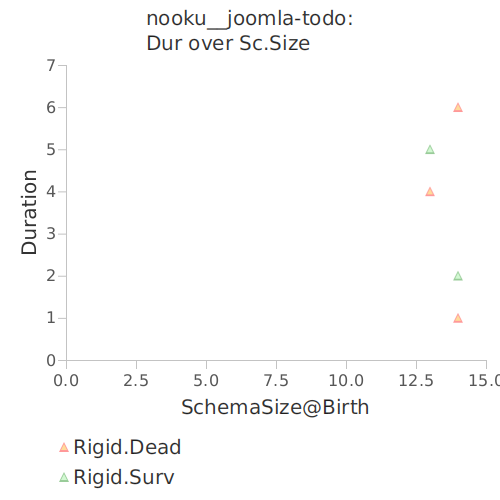 nooku__joomla-todo:
Dur over Sc.Size
7
6
5
4
3
2
1
0
Duration
0.0 2.5 5.0 7.5 10.0 12.5 15.0
SchemaSize@Birth
Rigid.Dead
Rigid.Surv